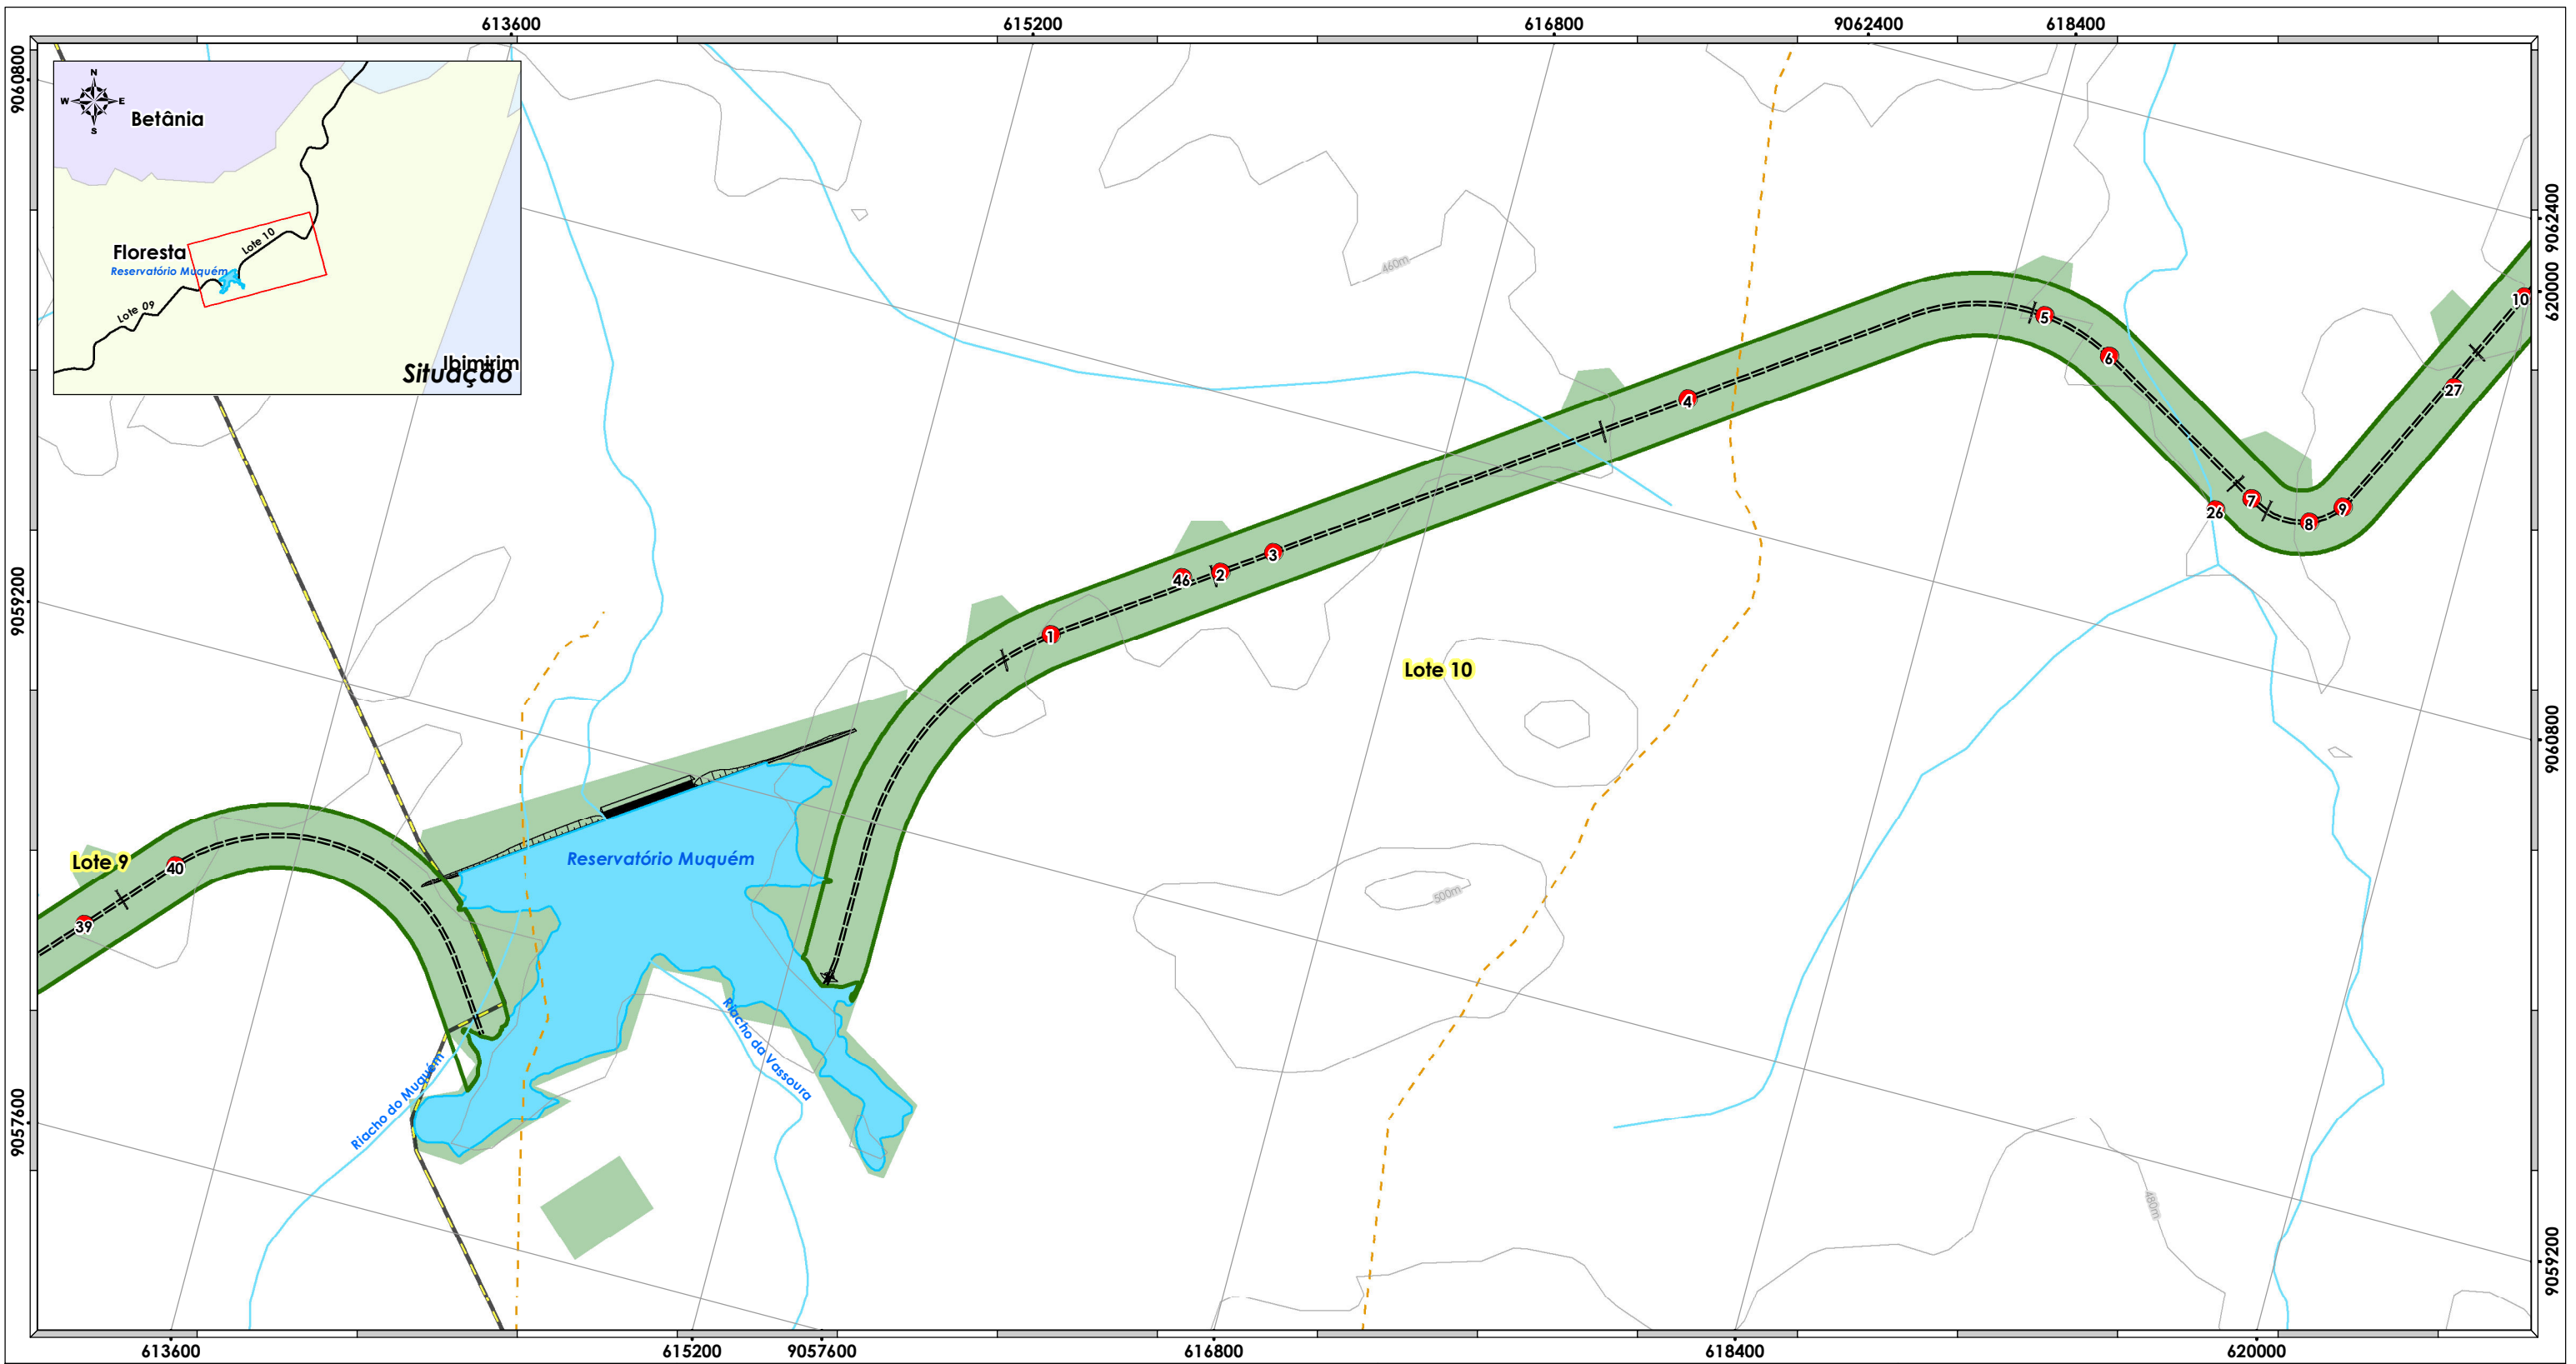 613600
615200
616800
9062400
618400
9060800
9059200
9057600
9062400
620000
9060800
9059200
613600
615200
9057600
616800
618400
620000
N
W
E
S
Betânia
Floresta
Reservatório Muquém
Lote 10
Lote 09
Ibimirim
Situação
460m
5
6
10
27
4
26
7
8
9
3
46
2
1
Lote 10
Lote 9
40
39
Reservatório Muquém
500m
Riacho do Muquém
Riacho da Vassoura
480m